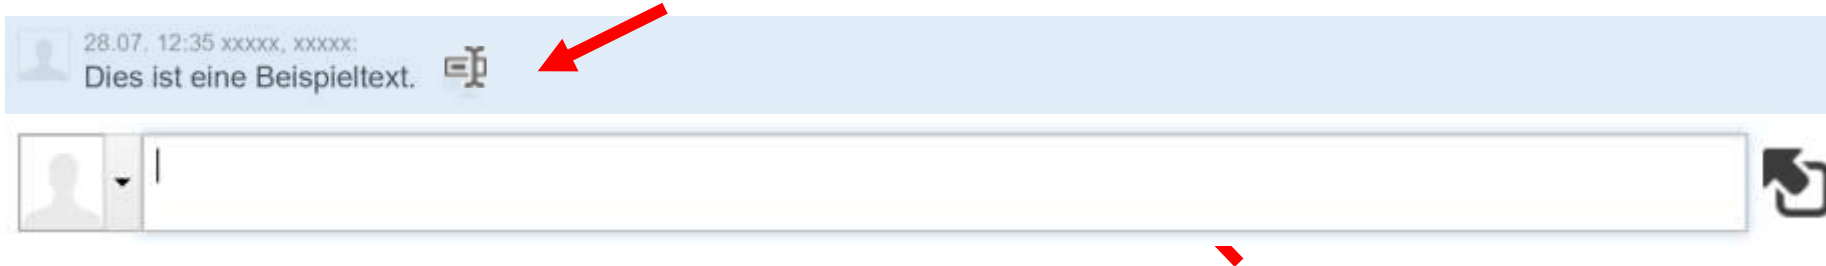 28.07. 12:35 xxxxx, xxxxx:
Dies ist eine Beispieltext.